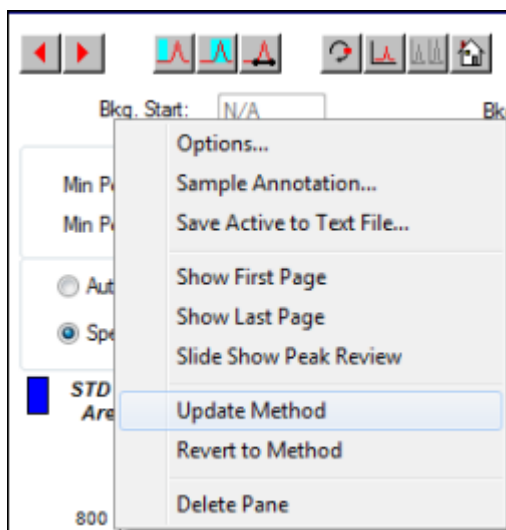 Bkg. Start: N/A Bk
Options...
Min P Sample Annotation...
Min P Save Active to Text File...
Show First Page
Aut
Show Last Page
Spe
Slide Show Peak Review
STD
Are Update Method
Revert to Method
Delete Pane
800